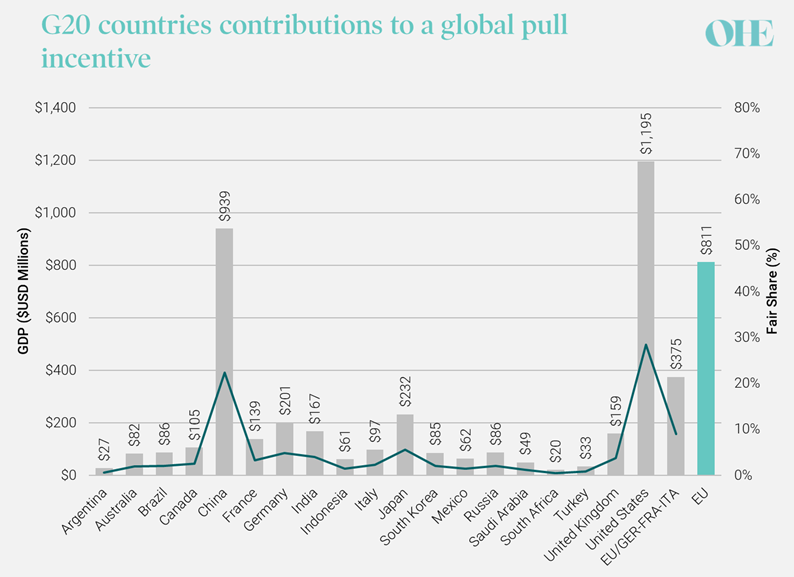 G20 countries contributions to a global pull
incentive
OHE
$1,400
$1,200
$1,000
$800
$600
$400
$200
$0
GDP ($USD Millions)
80%
70%
60%
50%
40%
30%
20%
10%
0%
Fair Share (%)
$27
$82
$86
$105
$939
$139
$201
$167
$61
$97
$232
$85
$62
$86
$49
$20
$33
$159
$1,195
$375
$811
Argentina
Australia
Brazil
Canada
China
France
Germany
India
Indonesia
Italy
Japan
South Korea
Mexico
Russia
Saudi Arabia
South Africa
Turkey
United Kingdom
United States
EU/GER-FRA-ITA
EU